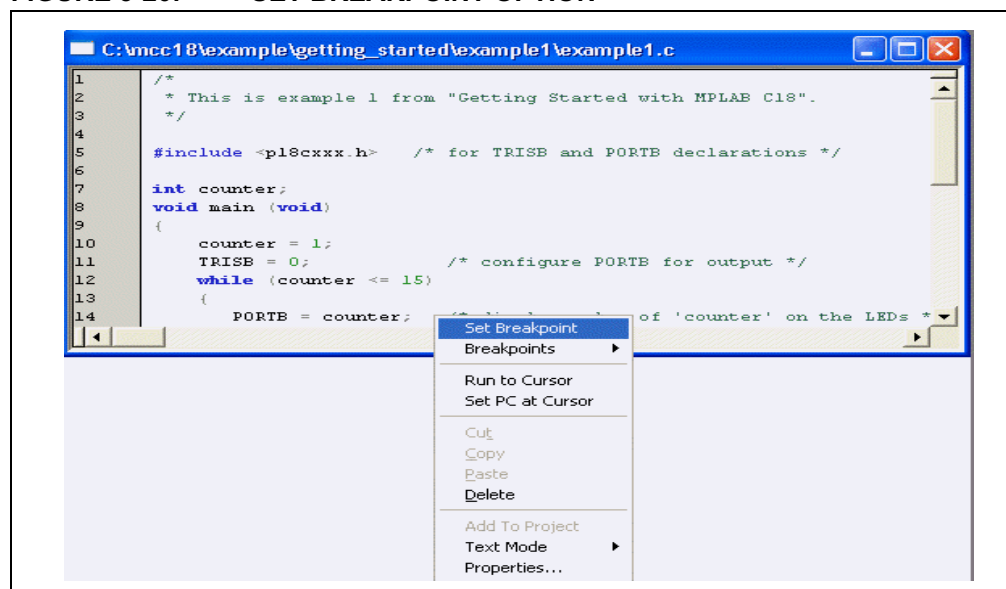 C:\mcc18\example\getting_started\example1\example1.c
1 /*
2 * This is example 1 from "Getting Started with MPLAB C18".
3 */
4
5 #include <p18cxxx.h> /* for TRISB and PORTB declarations */
6
7 int counter;
8 void main (void)
9 {
10 counter = 1;
11 TRISB = 0; /* configure PORTB for output */
12 while (counter <= 15)
13 {
14 PORTB = counter; of 'counter' on the LEDs *
Set Breakpoint
Breakpoints
Run to Cursor
Set PC at Cursor
Cut
Copy
Paste
Delete
Add To Project
Text Mode
Properties...